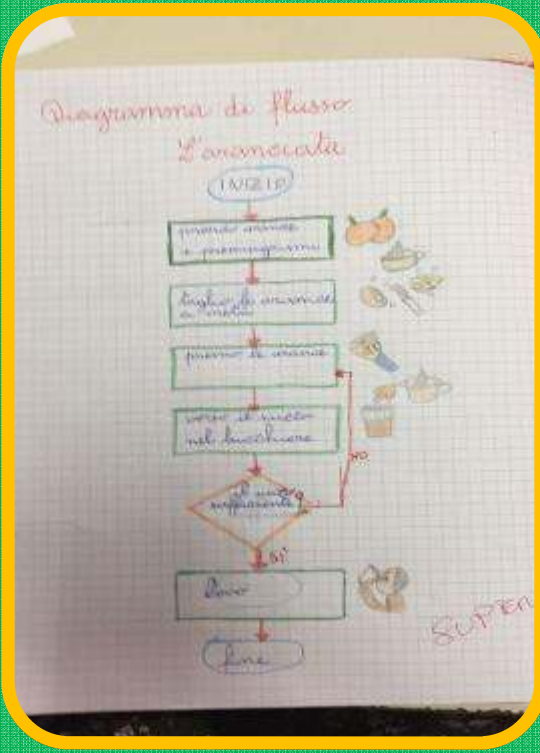 Diagramma di flusso
L'aranciata
INIZIO
prendo arance
e premiagrumi
taglio le arance
a metà
premo le arance
verso il succo
nel bicchiere
il succo
sufficiente?
NO
SI
Bevo
fine
SUPER